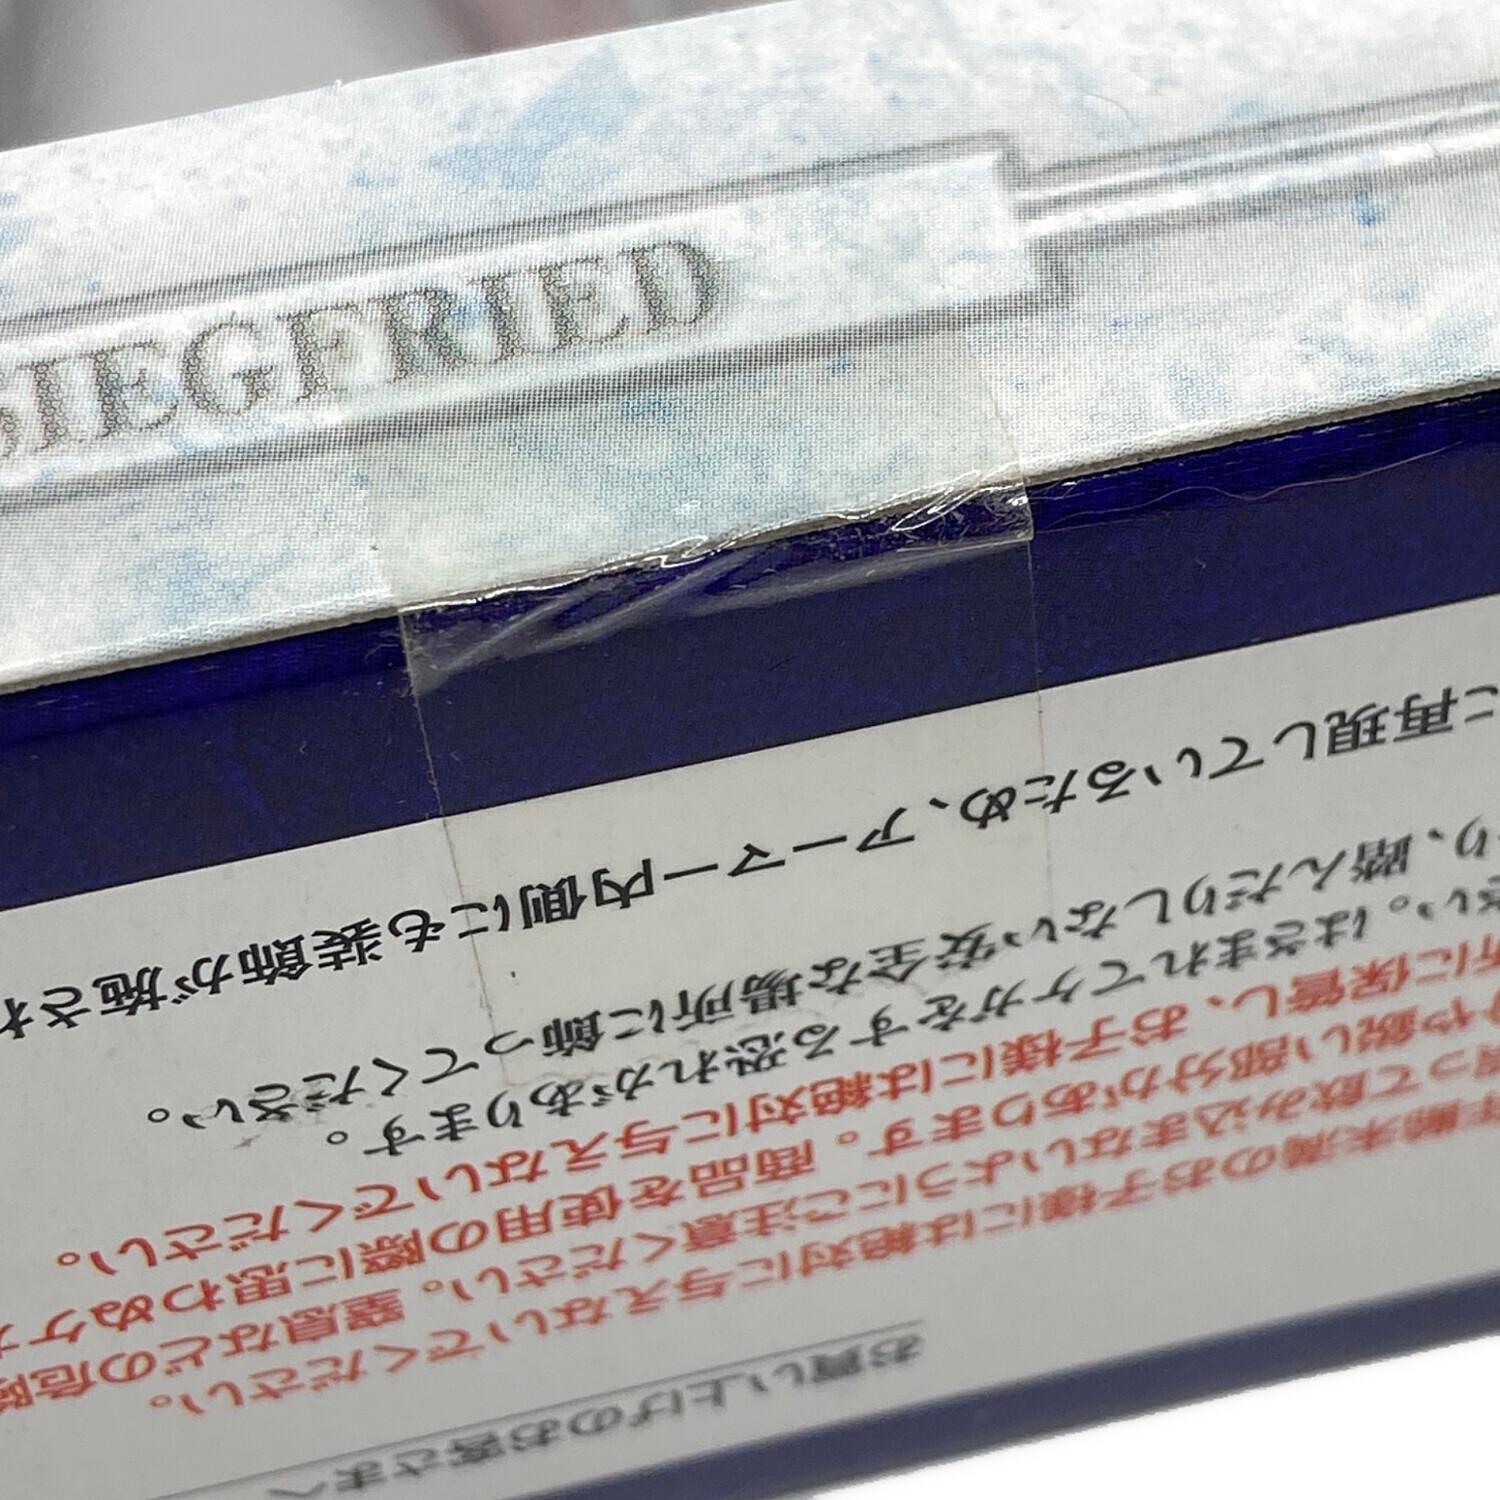 SIEGFRIED
お買い上げのお客さまへ
年齢未満のお子様には絶対に与えないでください。
って飲み込まないようにご注意ください。窒息などの危険
や鋭い部分があります。商品を使用の際に思わぬケガ
所に保管し、お子様には絶対に与えないでください。
さい。はさまれてケガをする恐れがあります。
り、踏んだりしない安全な場所に飾ってください。
に再現しているため、アーマー内側にも装飾が施され